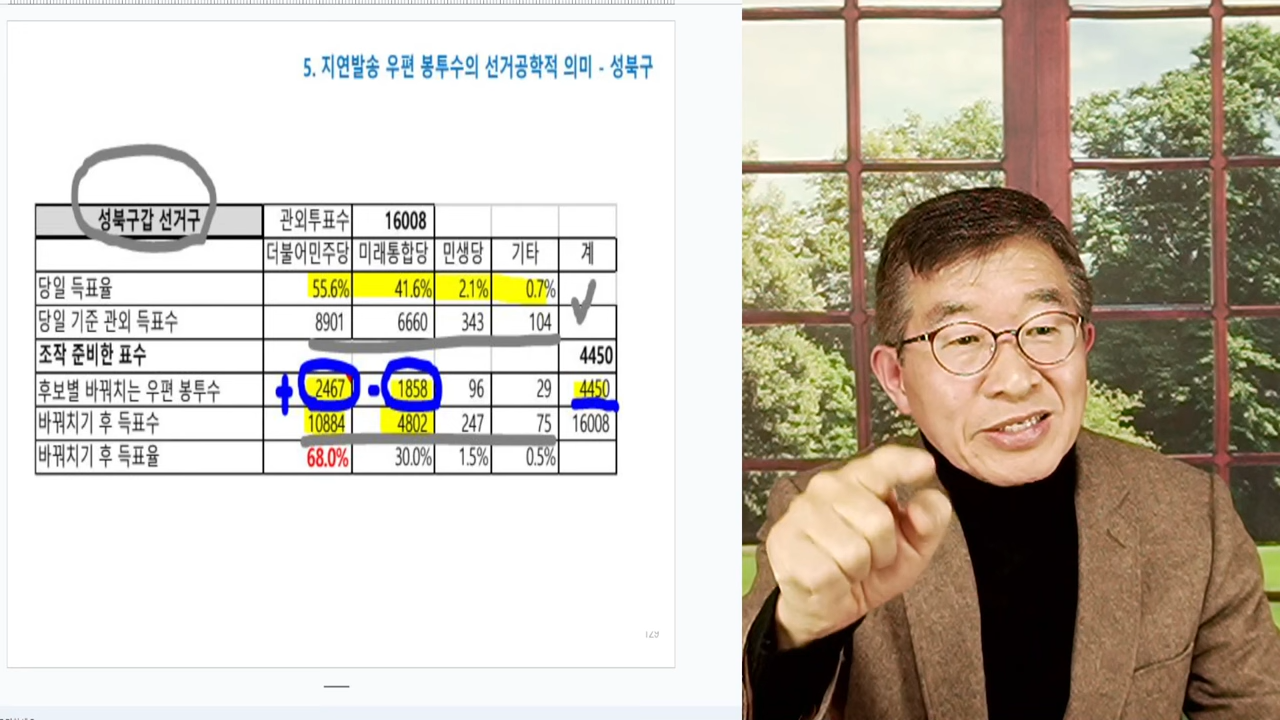 5. 지연발송 우편 봉투수의 선거공학적 의미 - 성북구
성북구갑 선거구 관외투표수 16008
더불어민주당 미래통합당 민생당 기타 계
당일 득표율 55.6% 41.6% 2.1% 0.7%
당일 기준 관외 득표수 8901 6660 343 104
조작 준비한 표수 4450
후보별 바꿔치는 우편 봉투수 + 2467 - 1858 96 29 4450
바꿔치기 후 득표수 10884 4802 247 75 16008
바꿔치기 후 득표율 68.0% 30.0% 1.5% 0.5%
129